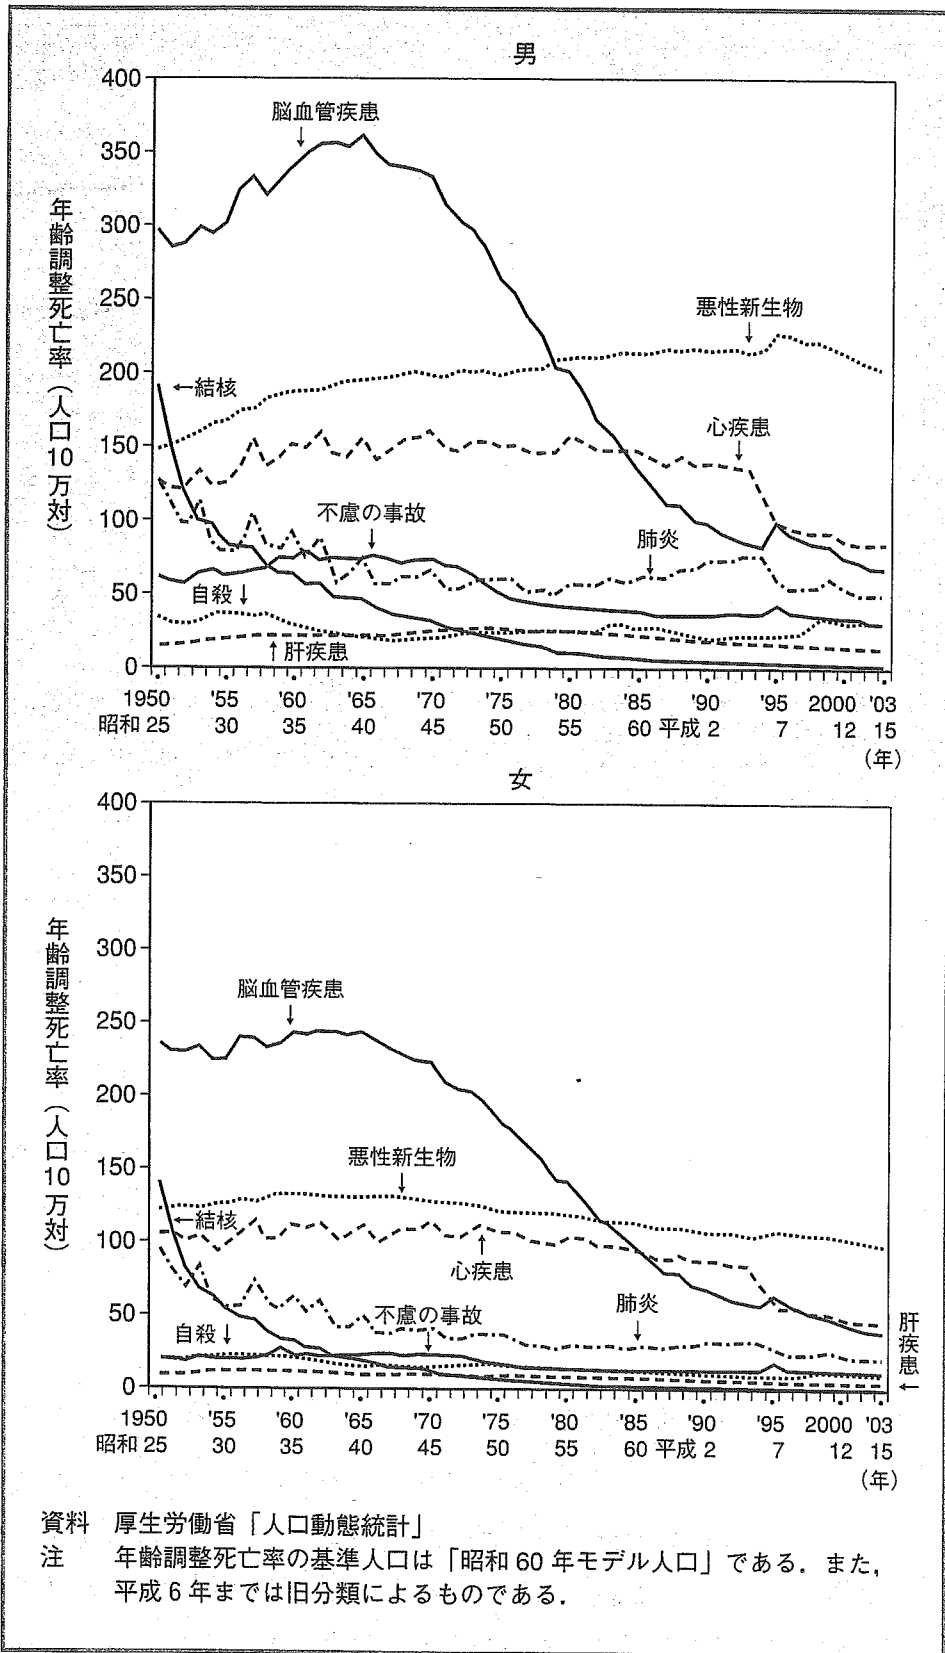 男
年齢調整死亡率（人口10万対）
400
350
300
250
200
150
100
50
0
脳血管疾患
悪性新生物
←結核
心疾患
不慮の事故
肺炎
自殺↓
↑肝疾患
1950 '55 '60 '65 '70 '75 '80 '85 '90 '95 2000 '03
昭和25 30 35 40 45 50 55 60 平成2 7 12 15
（年）
女
年齢調整死亡率（人口10万対）
400
350
300
250
200
150
100
50
0
脳血管疾患
悪性新生物
←結核
心疾患
不慮の事故
肺炎
自殺↓
肝疾患←
1950 '55 '60 '65 '70 '75 '80 '85 '90 '95 2000 '03
昭和25 30 35 40 45 50 55 60 平成2 7 12 15
（年）
資料　厚生労働省「人口動態統計」
注　年齢調整死亡率の基準人口は「昭和60年モデル人口」である．また，
平成6年までは旧分類によるものである．